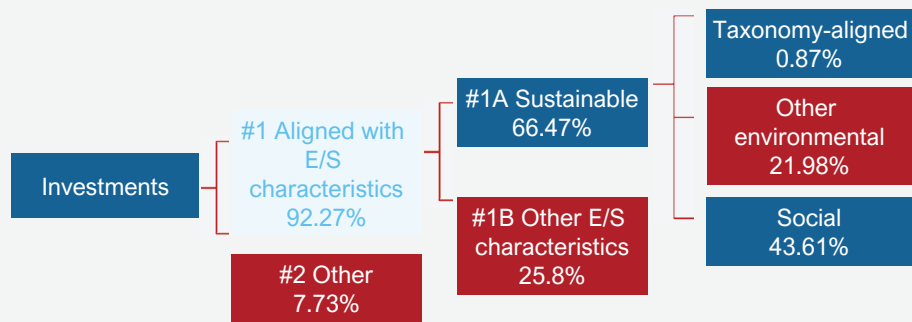 Investments
#1 Aligned with
E/S
characteristics
92.27%
#2 Other
7.73%
#1A Sustainable
66.47%
#1B Other E/S
characteristics
25.8%
Taxonomy-aligned
0.87%
Other
environmental
21.98%
Social
43.61%